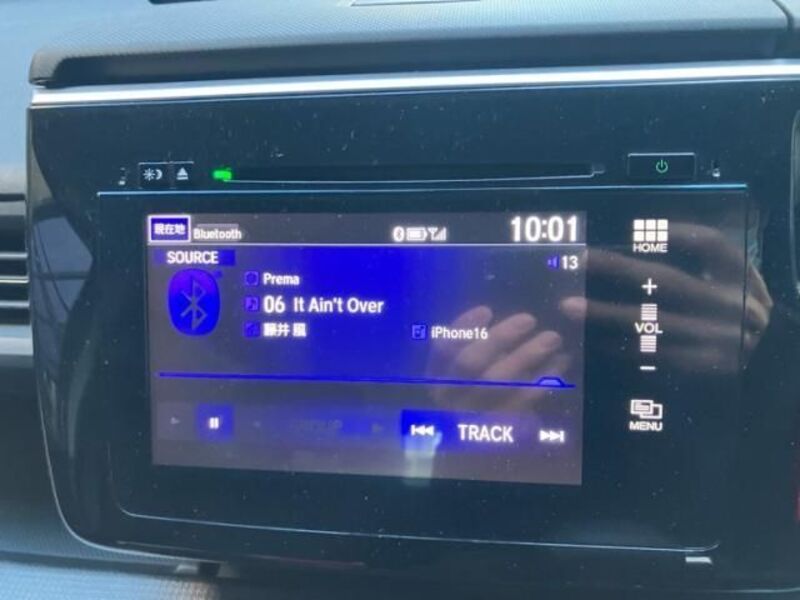 現在地 Bluetooth 10:01
SOURCE 13
Prema
06 It Ain't Over
藤井 風 iPhone16
TRACK
HOME
+
VOL
−
MENU